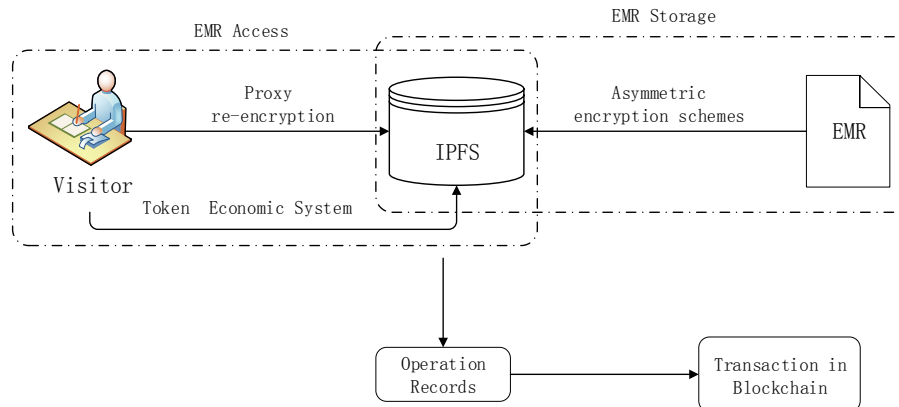 EMR Storage
EMR Access
Proxy
re-encryption
Asymmetric
encryption schemes
IPFS
EMR
Visitor
Token Economic System
Operation
Records
Transaction in
Blockchain